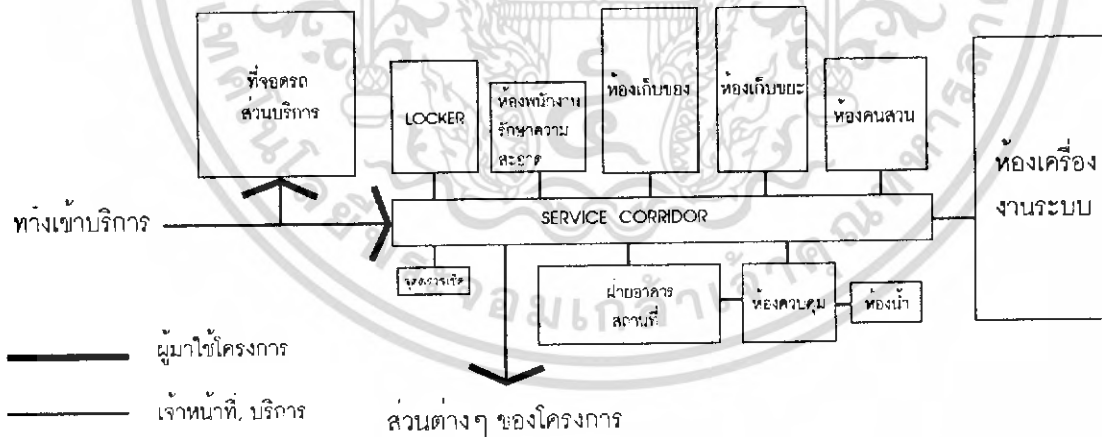 ที่จอดรถ
ส่วนบริการ
LOCKER
ห้องพนักงาน
รักษาความ
สะอาด
ห้องเก็บของ
ห้องเก็บขยะ
ห้องคนสวน
ห้องเครื่อง
งานระบบ
ทางเข้าบริการ
SERVICE CORRIDOR
ฝ่ายอาคาร
สถานที่
ห้องควบคุม
ห้องน้ำ
ผู้มาใช้โครงการ
เจ้าหน้าที่, บริการ
ส่วนต่างๆ ของโครงการ